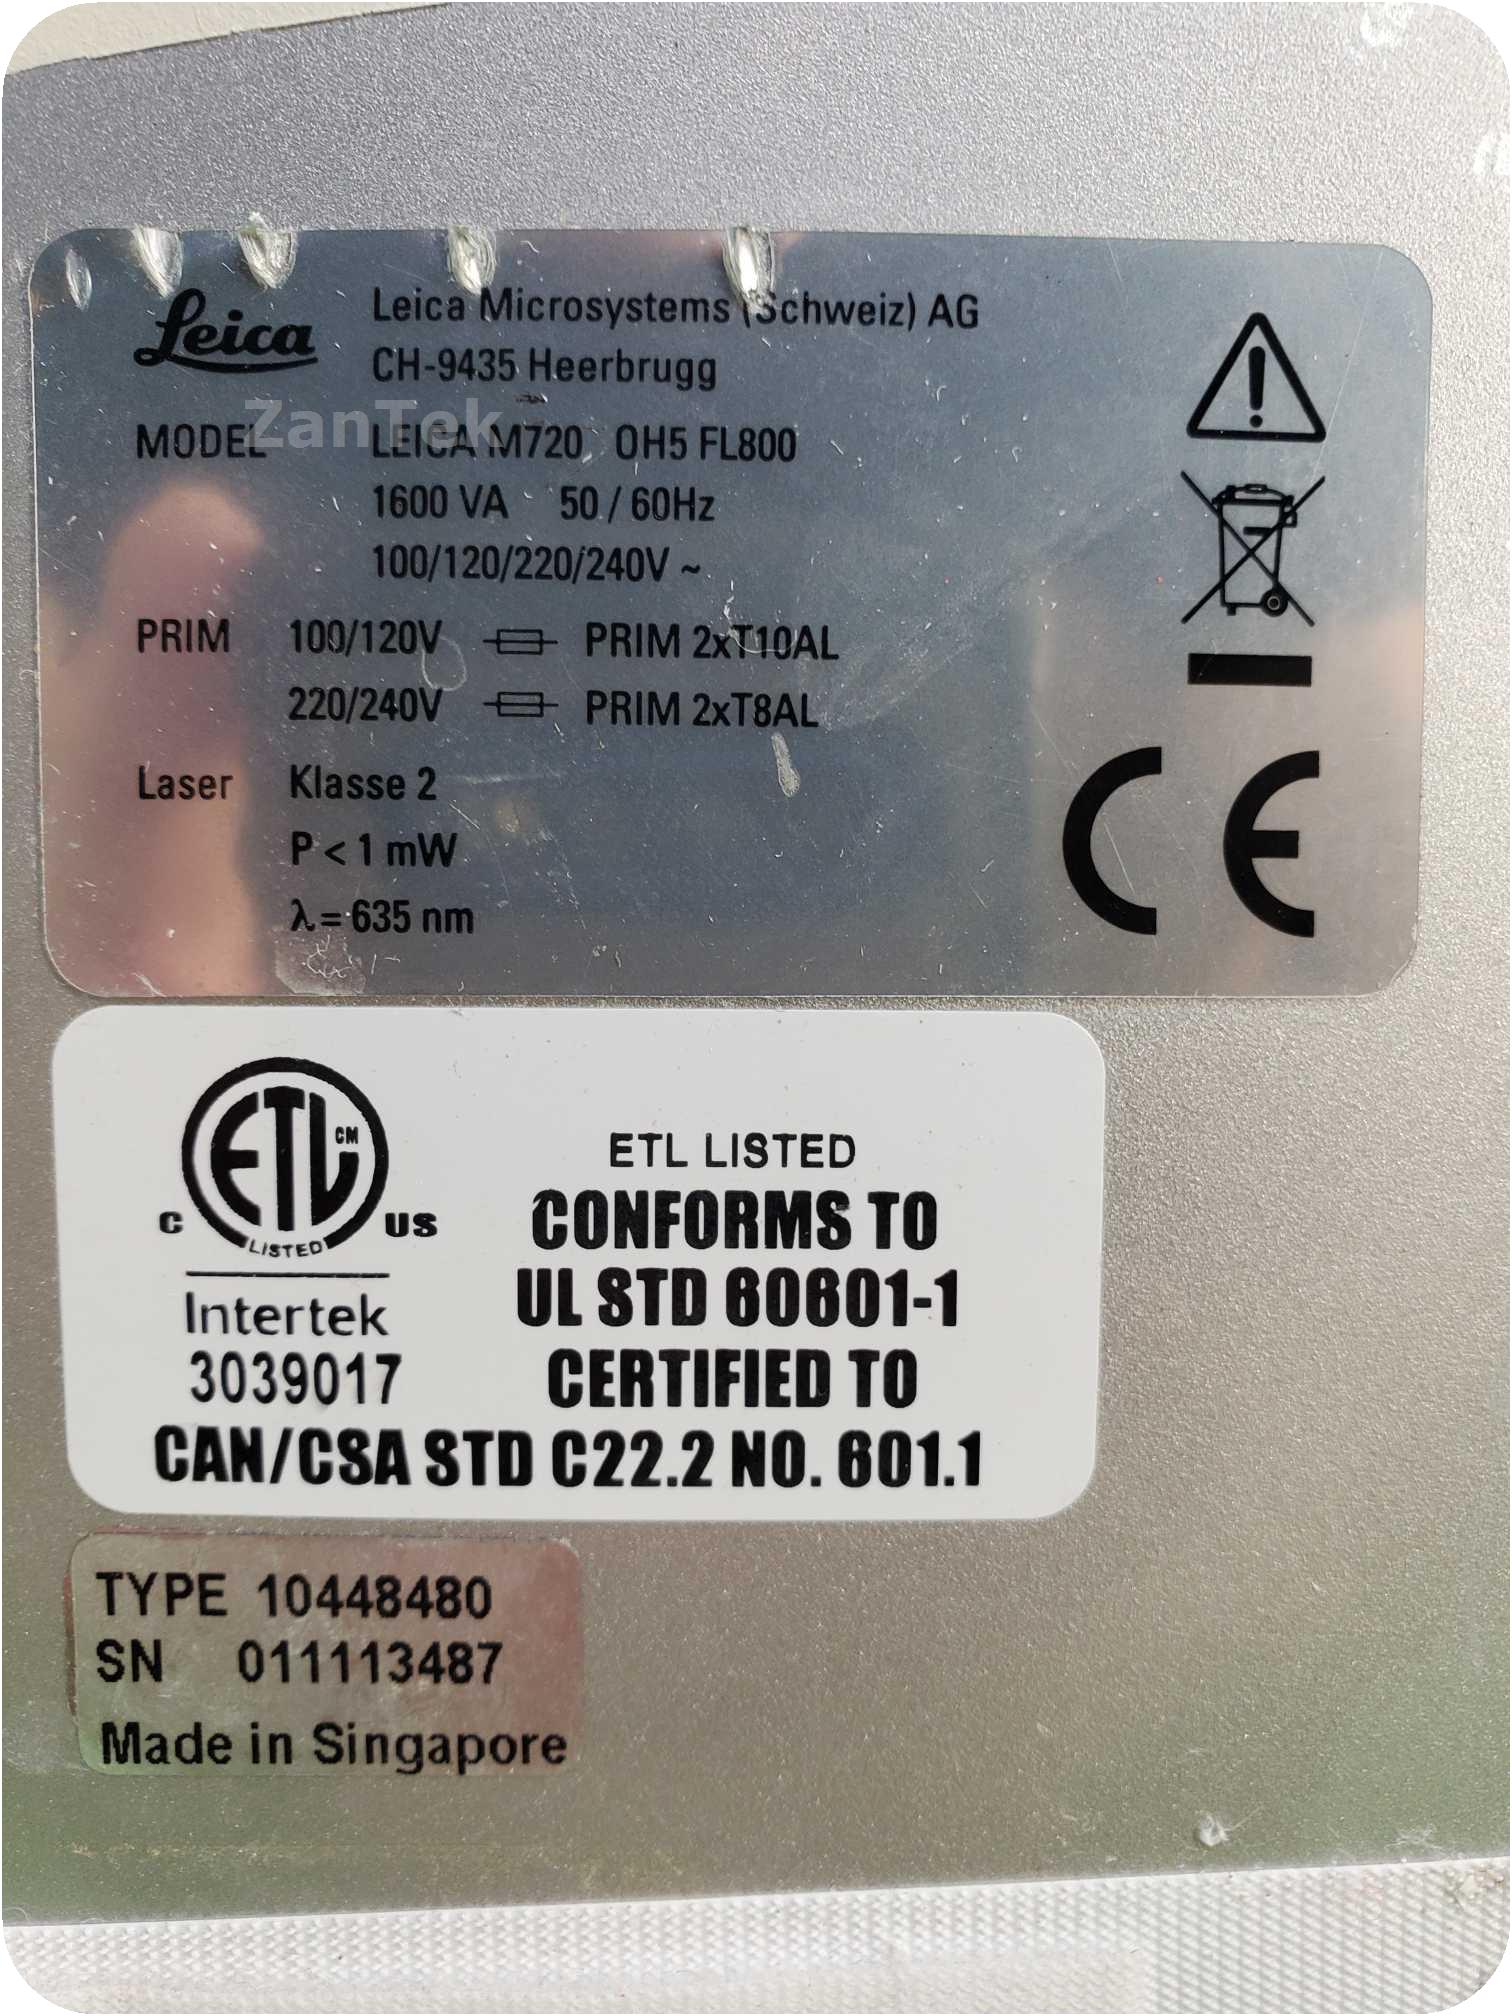 Leica
Leica Microsystems (Schweiz) AG
CH-9435 Heerbrugg
ZanTek
MODEL LEICA M720 OH5 FL800
1600 VA 50 / 60Hz
100/120/220/240V ~
PRIM 100/120V PRIM 2xT10AL
220/240V PRIM 2xT8AL
Laser Klasse 2
P < 1 mW
λ = 635 nm
CE
ETL CM
C US
LISTED
Intertek
3039017
ETL LISTED
CONFORMS TO
UL STD 60601-1
CERTIFIED TO
CAN/CSA STD C22.2 NO. 601.1
TYPE 10448480
SN 011113487
Made in Singapore